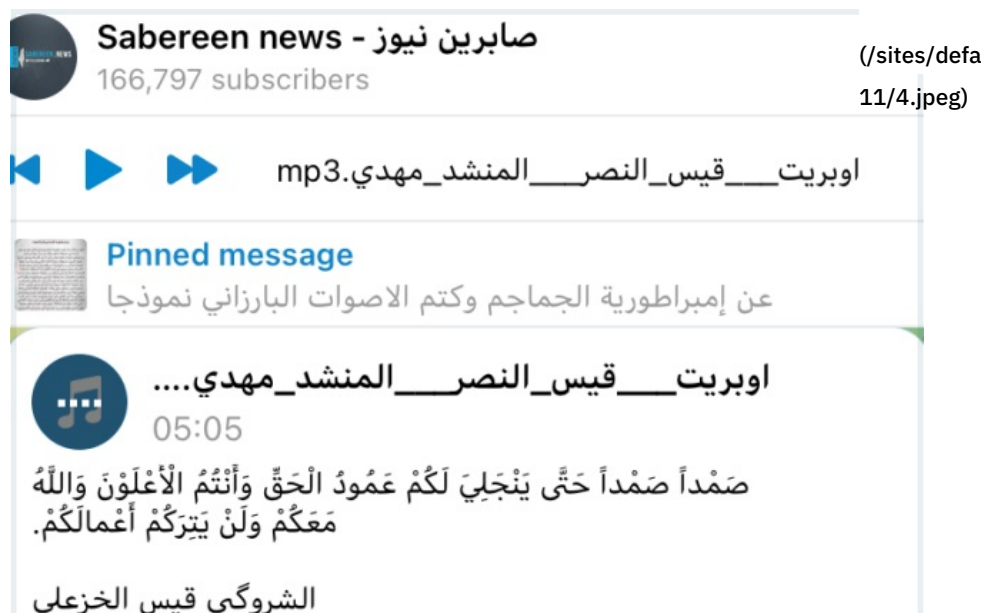 Sabereen news - صابرين نيوز
166,797 subscribers
(/sites/defa
11/4.jpeg)
اوبريت___قيس_النصر___المنشد_مهدي.mp3
Pinned message
عن إمبراطورية الجماجم وكتم الاصوات البارزاني نموذجا
اوبريت___قيس_النصر___المنشد_مهدي....
05:05
صَمْداً صَمْداً حَتَّى يَنْجَلِيَ لَكُمْ عَمُودُ الْحَقِّ وَأَنْتُمُ الْأَعْلَوْنَ وَاللَّهُ
مَعَكُمْ وَلَنْ يَتِرَكُمْ أَعْمالَكُمْ.
الشروگي قيس الخزعلي